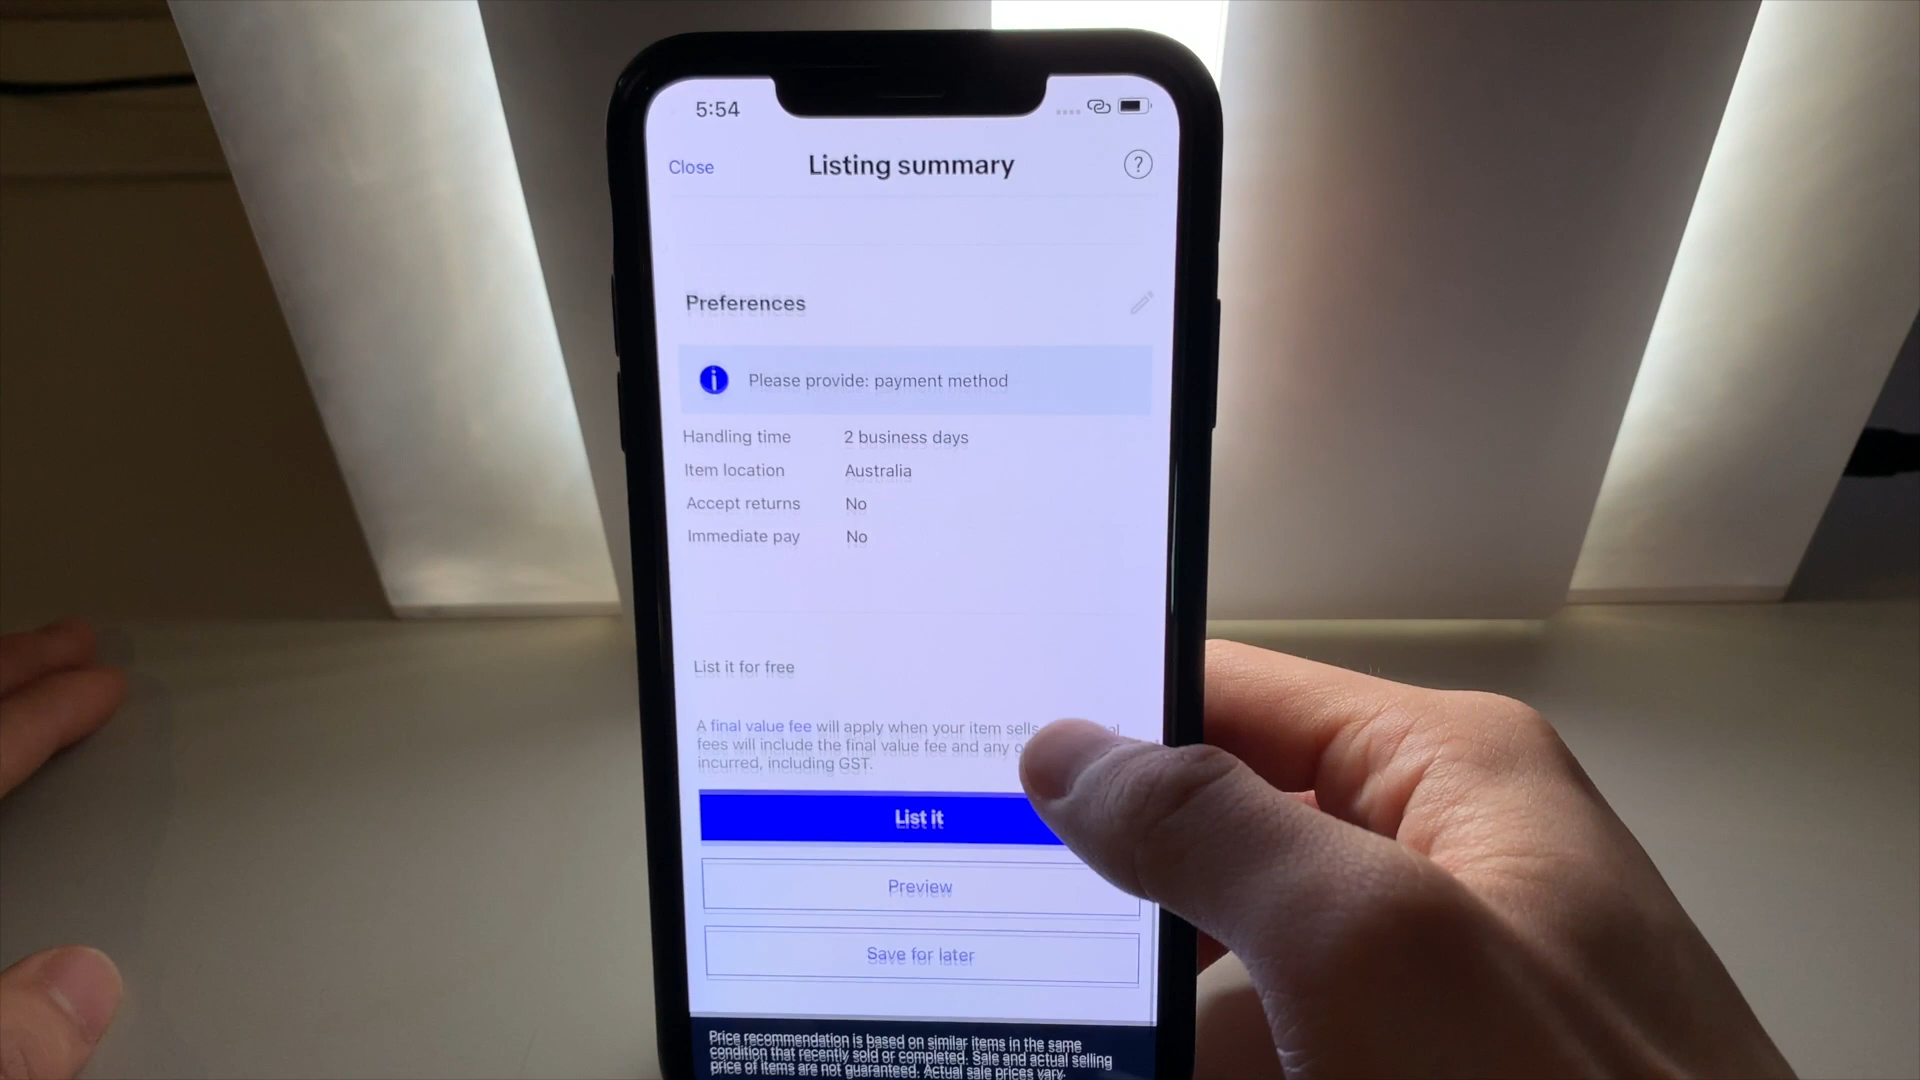 5:54
Close
Listing summary
?
Preferences
Please provide: payment method
Handling time 2 business days
Item location Australia
Accept returns No
Immediate pay No
List it for free
A final value fee will apply when your item sells
fees will include the final value fee and any
incurred, including GST.
List it
Preview
Save for later
Price recommendation is based on similar items in the same
condition that recently sold or completed. Sale and actual selling
price of items are not guaranteed. Actual sale prices vary.